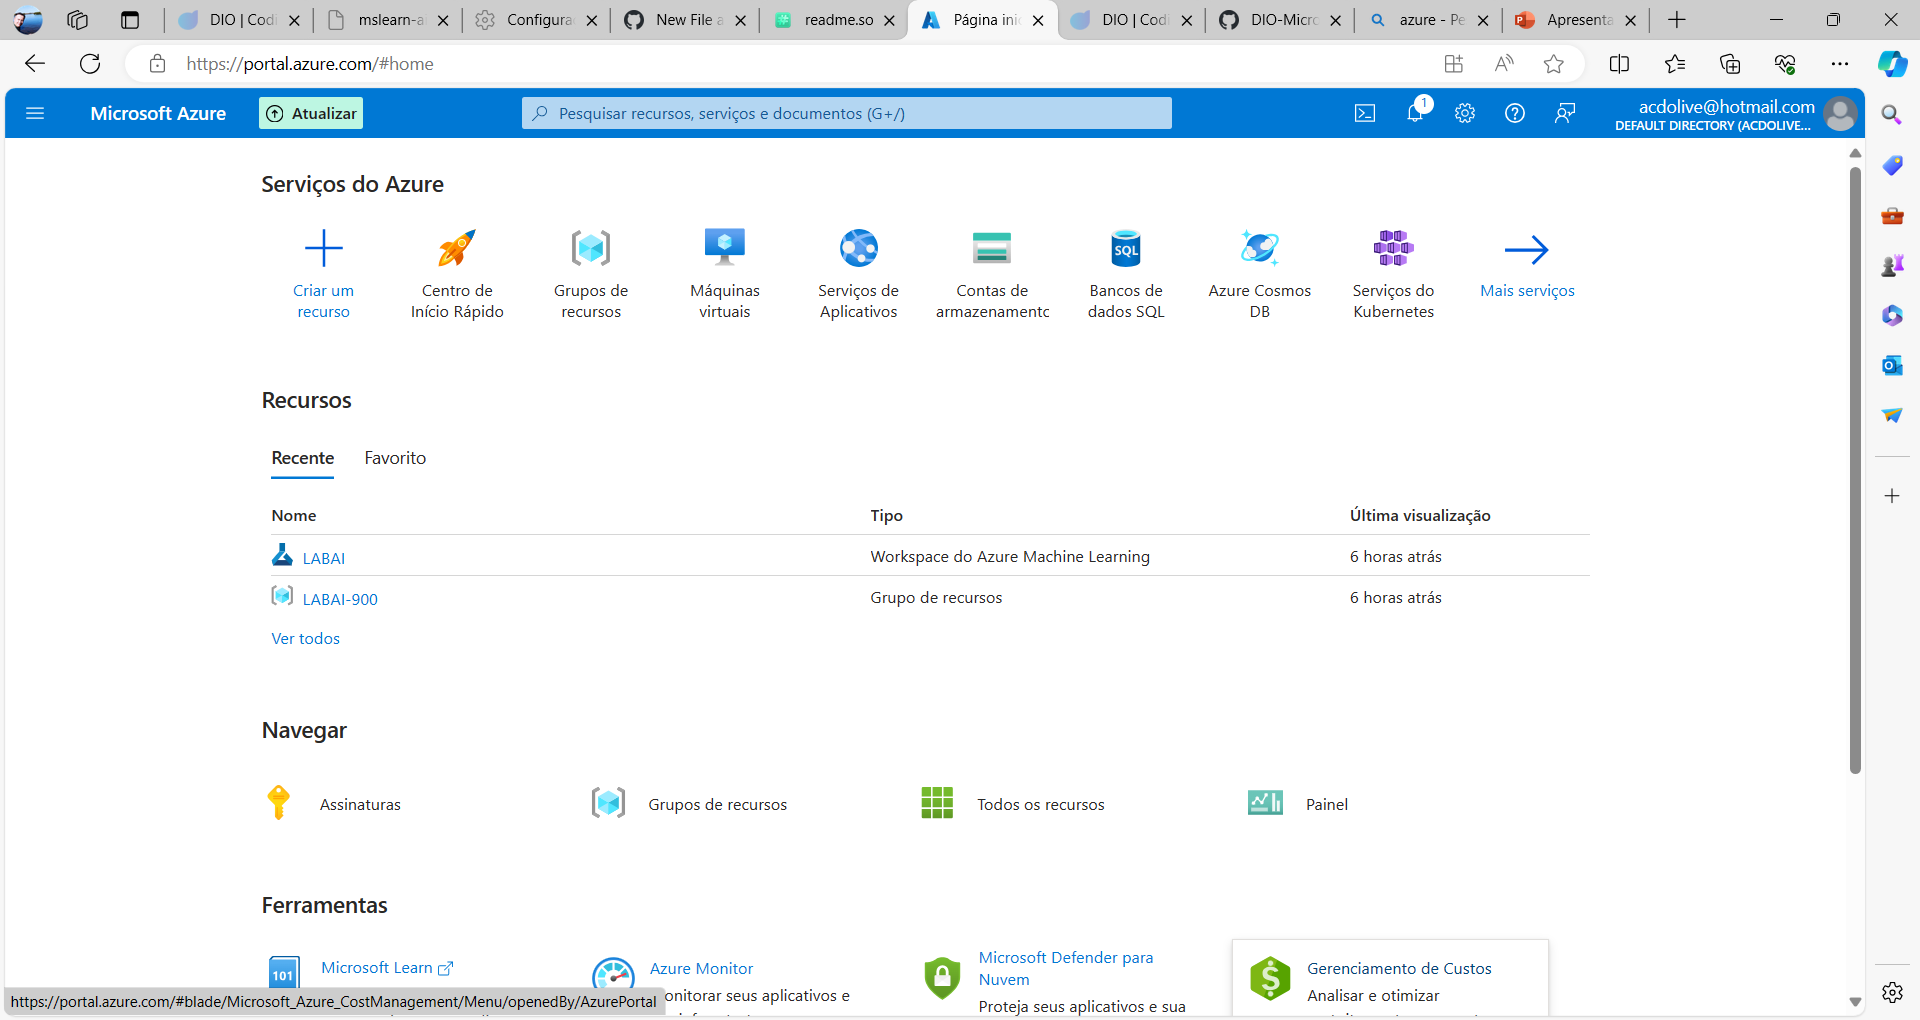 DIO | Codi
mslearn-a
Configura
New File a
readme.so
Página inic
DIO | Codi
DIO-Micro
azure - Pe
Apresenta
https://portal.azure.com/#home
Microsoft Azure
Atualizar
Pesquisar recursos, serviços e documentos (G+/)
1
acdolive@hotmail.com
DEFAULT DIRECTORY (ACDOLIVE...
Serviços do Azure
Criar um
recurso
Centro de
Início Rápido
Grupos de
recursos
Máquinas
virtuais
Serviços de
Aplicativos
Contas de
armazenamento
SQL
Bancos de
dados SQL
Azure Cosmos
DB
Serviços do
Kubernetes
Mais serviços
Recursos
Recente Favorito
Nome Tipo Última visualização
LABAI Workspace do Azure Machine Learning 6 horas atrás
LABAI-900 Grupo de recursos 6 horas atrás
Ver todos
Navegar
Assinaturas Grupos de recursos Todos os recursos Painel
Ferramentas
101
Microsoft Learn
Azure Monitor
onitorar seus aplicativos e
Microsoft Defender para
Nuvem
Proteja seus aplicativos e sua
Gerenciamento de Custos
Analisar e otimizar
https://portal.azure.com/#blade/Microsoft_Azure_CostManagement/Menu/openedBy/AzurePortal